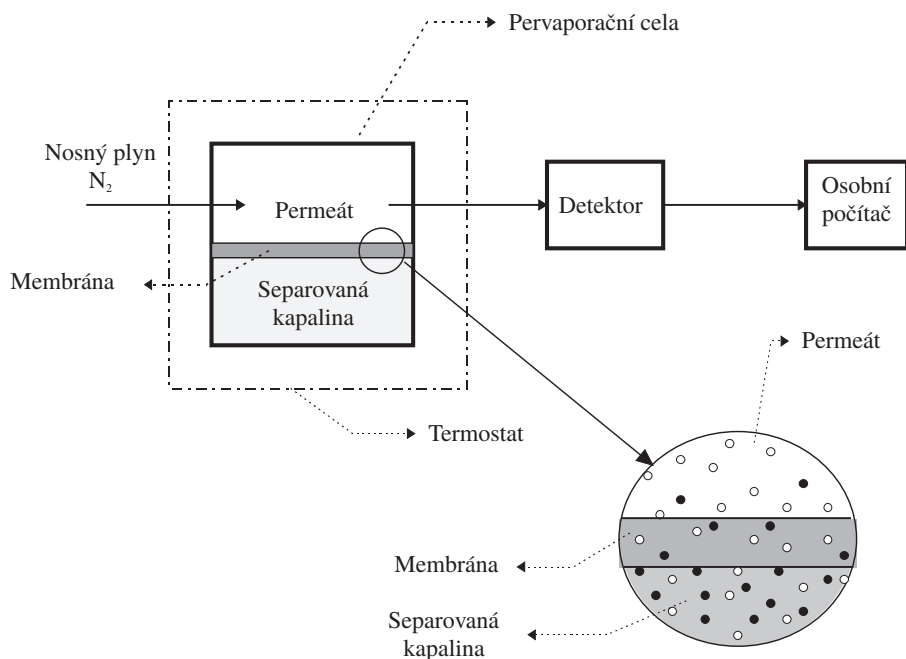 Pervaporační cela
Nosný plyn
N₂
Permeát
Detektor
Osobní
počítač
Membrána
Separovaná
kapalina
Permeát
Termostat
Membrána
Separovaná
kapalina